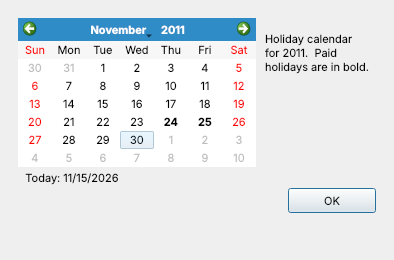 November 2011
Sun Mon Tue Wed Thu Fri Sat
30 31 1 2 3 4 5
6 7 8 9 10 11 12
13 14 15 16 17 18 19
20 21 22 23 24 25 26
27 28 29 30 1 2 3
4 5 6 7 8 9 10
Today: 11/15/2026
Holiday calendar
for 2011.  Paid
holidays are in bold.
OK